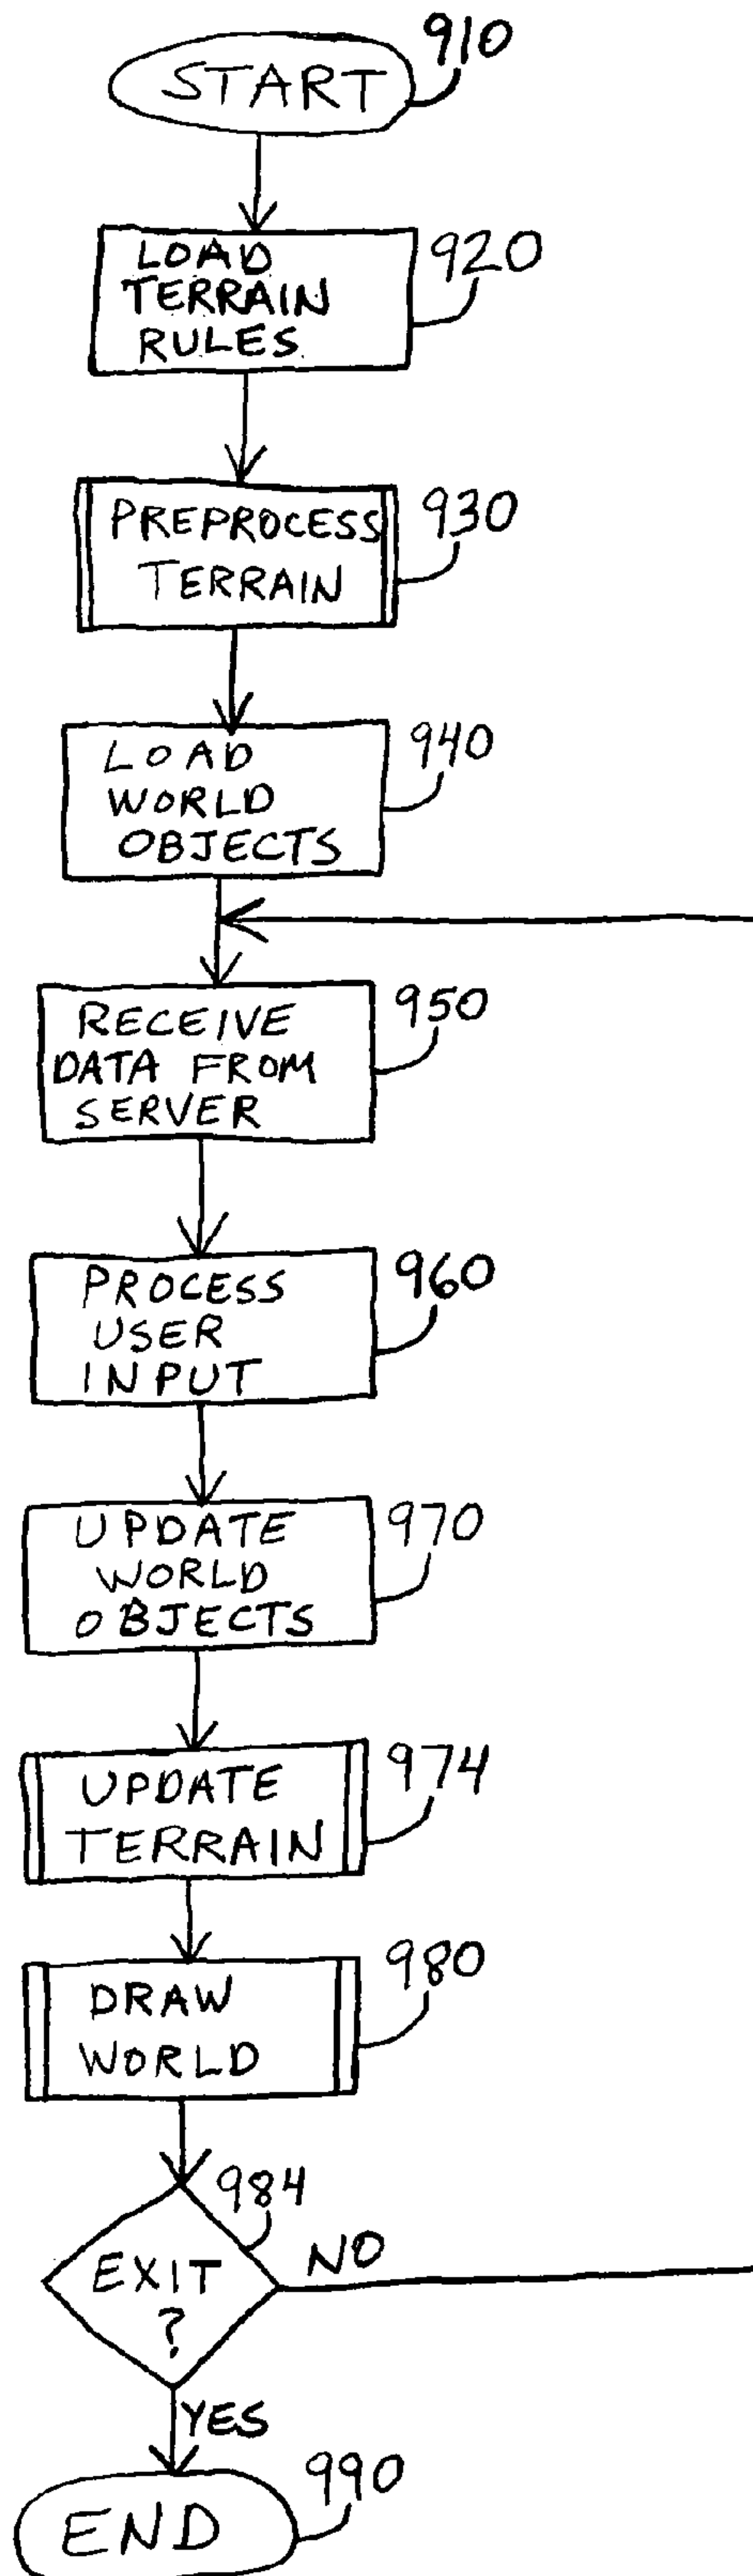 START
910
LOAD
TERRAIN
RULES
920
PREPROCESS
TERRAIN
930
LOAD
WORLD
OBJECTS
940
RECEIVE
DATA FROM
SERVER
950
PROCESS
USER
INPUT
960
UPDATE
WORLD
OBJECTS
970
UPDATE
TERRAIN
974
DRAW
WORLD
980
984
EXIT
?
NO
YES
END
990